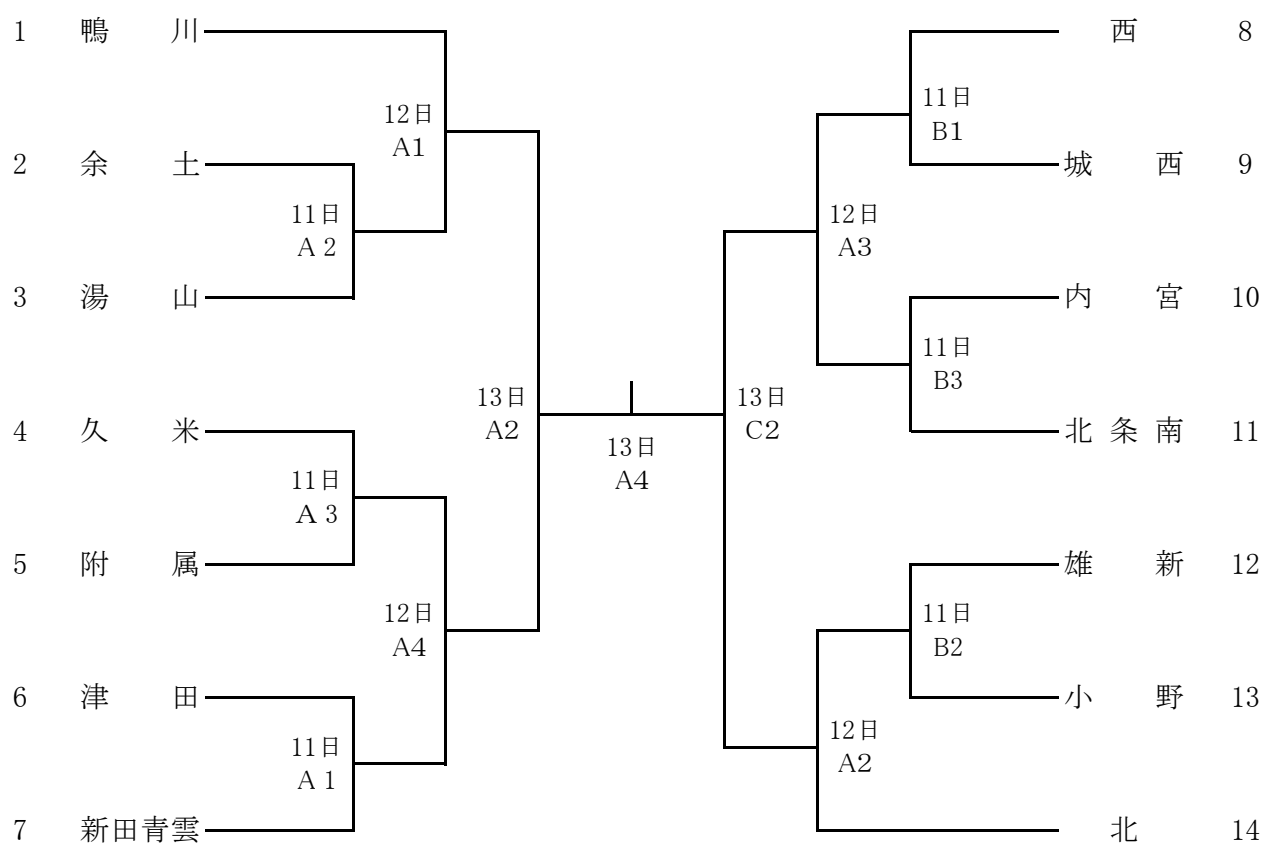 1 鴨川
12日
A1
2 余土
11日
A 2
3 湯山
4 久米
11日
A 3
5 附属
12日
A4
6 津田
11日
A 1
7 新田青雲
13日
A2
13日
A4
13日
C2
西 8
11日
B1
城西 9
12日
A3
内宮 10
11日
B3
北条南 11
雄新 12
11日
B2
小野 13
12日
A2
北 14